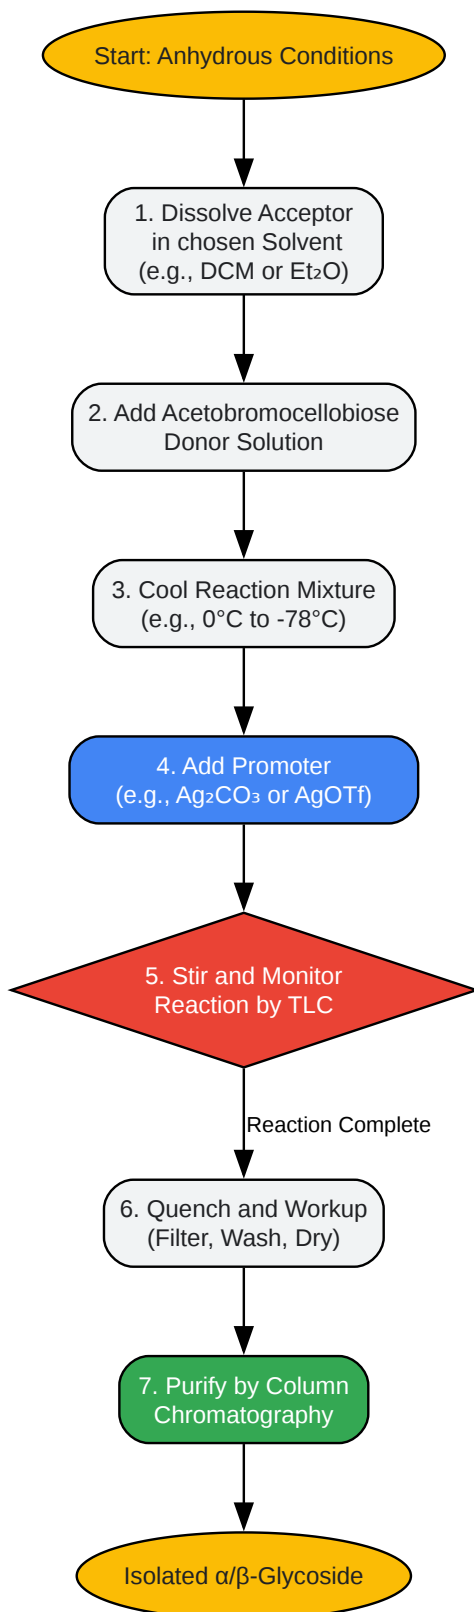 Start: Anhydrous Conditions
1. Dissolve Acceptor
in chosen Solvent
(e.g., DCM or Et₂O)
2. Add Acetobromocellobiose
Donor Solution
3. Cool Reaction Mixture
(e.g., 0°C to -78°C)
4. Add Promoter
(e.g., Ag₂CO₃ or AgOTf)
5. Stir and Monitor
Reaction by TLC
Reaction Complete
6. Quench and Workup
(Filter, Wash, Dry)
7. Purify by Column
Chromatography
Isolated α/β-Glycoside